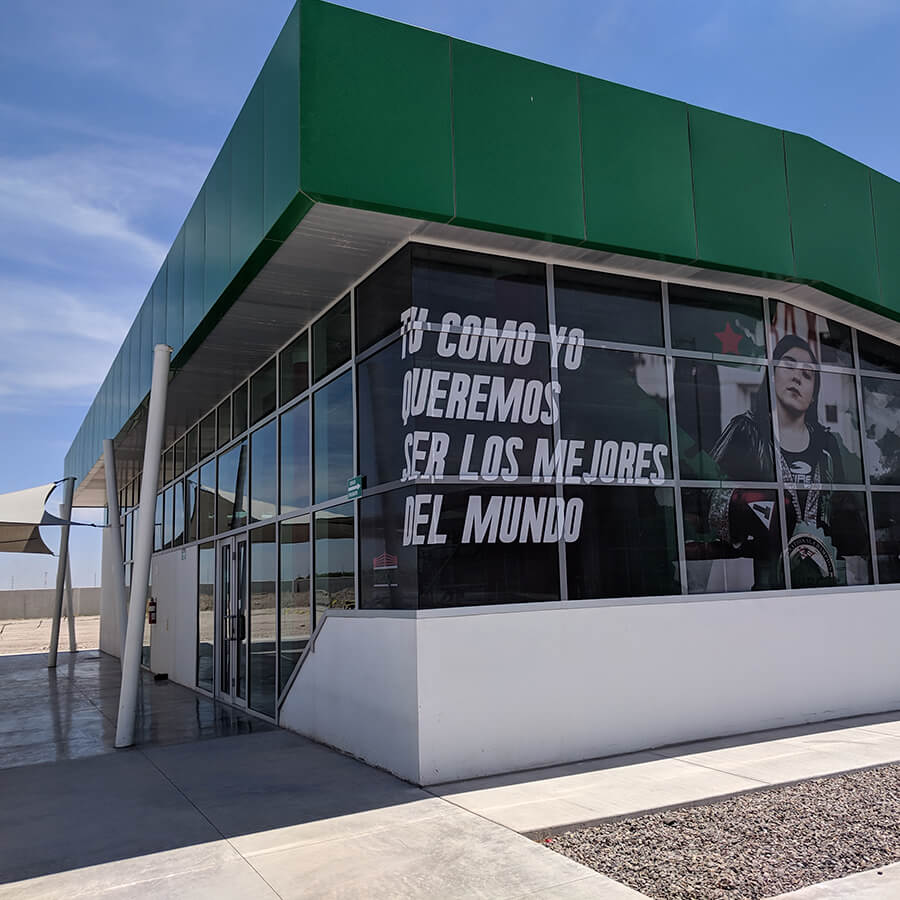 TU COMO YO
QUEREMOS
SER LOS MEJORES
DEL MUNDO